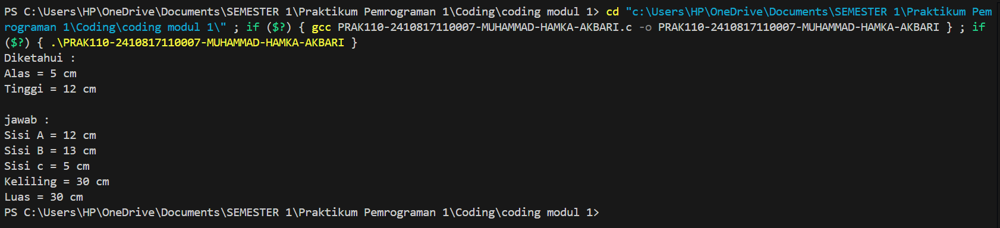 PS C:\Users\HP\OneDrive\Documents\SEMESTER 1\Praktikum Pemrograman 1\Coding\coding modul 1> cd "c:\Users\HP\OneDrive\Documents\SEMESTER 1\Praktikum Pem
rograman 1\Coding\coding modul 1\" ; if ($?) { gcc PRAK110-2410817110007-MUHAMMAD-HAMKA-AKBARI.c -o PRAK110-2410817110007-MUHAMMAD-HAMKA-AKBARI } ; if
($?) { .\PRAK110-2410817110007-MUHAMMAD-HAMKA-AKBARI }
Diketahui :
Alas = 5 cm
Tinggi = 12 cm

jawab :
Sisi A = 12 cm
Sisi B = 13 cm
Sisi c = 5 cm
Keliling = 30 cm
Luas = 30 cm
PS C:\Users\HP\OneDrive\Documents\SEMESTER 1\Praktikum Pemrograman 1\Coding\coding modul 1>